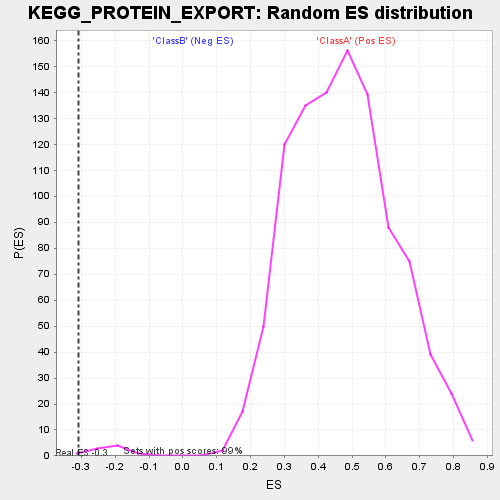 KEGG_PROTEIN_EXPORT: Random ES distribution
'ClassB' (Neg ES) 'ClassA' (Pos ES)
160
150
140
130
120
110
100
90
80
70
60
50
40
30
20
10
0
P(ES)
Real ES -0.3 Sets with pos scores: 99%
-0.3 -0.2 -0.1 0.0 0.1 0.2 0.3 0.4 0.5 0.6 0.7 0.8 0.9
ES